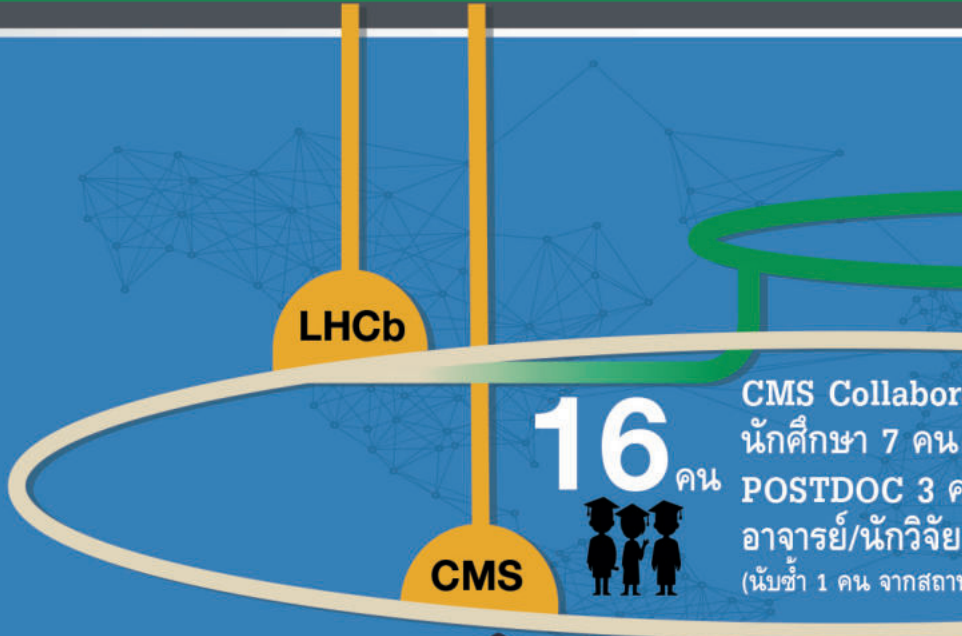 LHCb
16 คน
CMS Collabor
นักศึกษา 7 คน
POSTDOC 3
อาจารย์/นักวิจัย
(นับซ้ำ 1 คน จากสถา
CMS